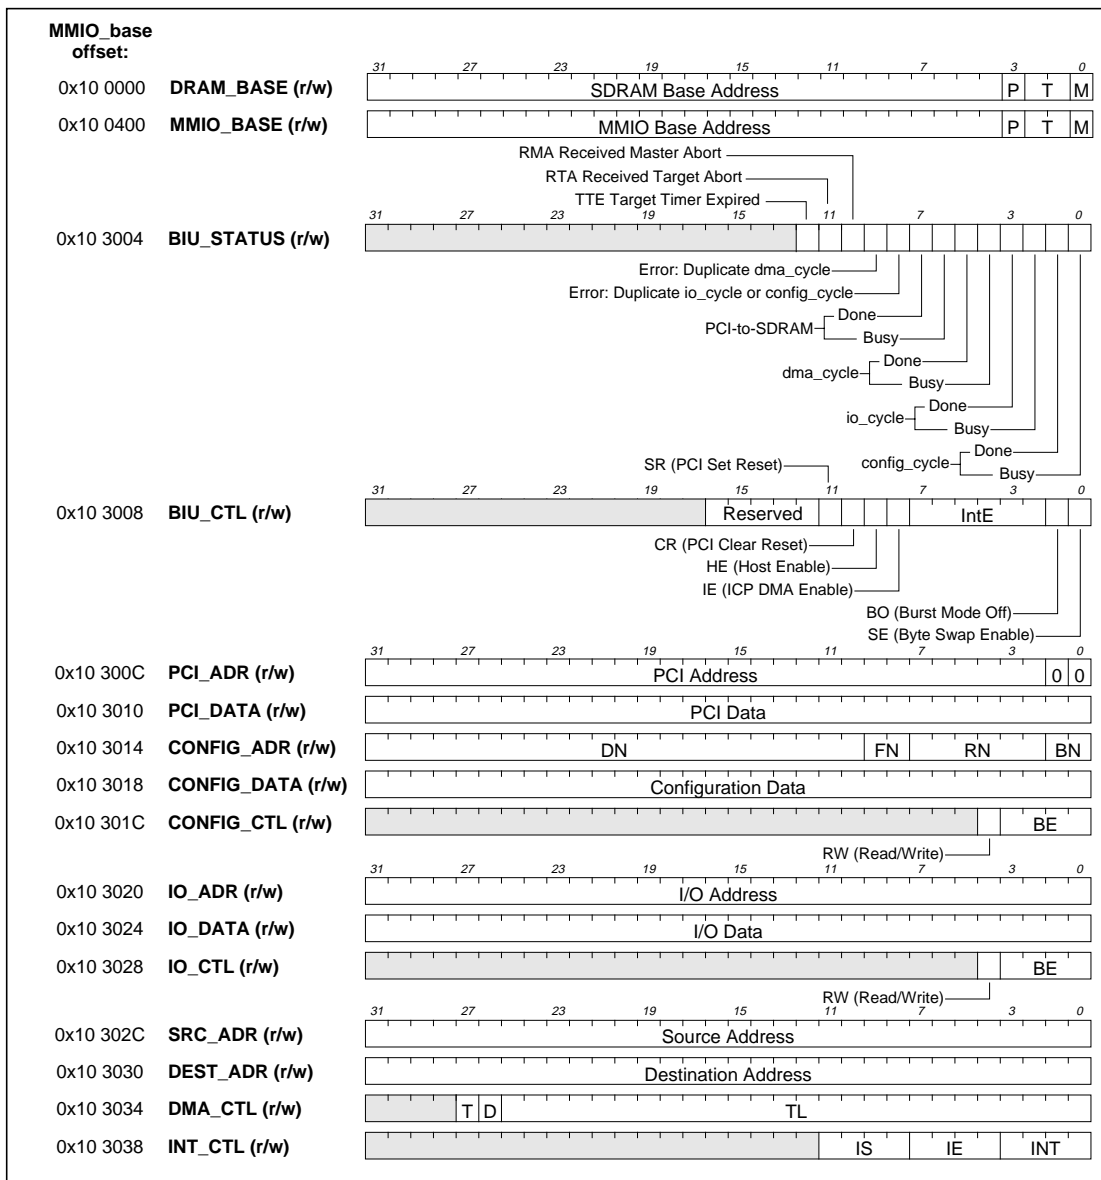 MMIO_base
offset:
31 27 23 19 15 11 7 3 0
0x10 0000 DRAM_BASE (r/w) SDRAM Base Address P T M
0x10 0400 MMIO_BASE (r/w) MMIO Base Address P T M
RMA Received Master Abort
RTA Received Target Abort
TTE Target Timer Expired
31 27 23 19 15 11 7 3 0
0x10 3004 BIU_STATUS (r/w)
Error: Duplicate dma_cycle
Error: Duplicate io_cycle or config_cycle
Done
PCI-to-SDRAM
Busy
Done
dma_cycle
Busy
Done
io_cycle
Busy
Done
config_cycle
Busy
SR (PCI Set Reset)
31 27 23 19 15 11 7 3 0
0x10 3008 BIU_CTL (r/w) Reserved IntE
CR (PCI Clear Reset)
HE (Host Enable)
IE (ICP DMA Enable)
BO (Burst Mode Off)
SE (Byte Swap Enable)
31 27 23 19 15 11 7 3 0
0x10 300C PCI_ADR (r/w) PCI Address 0 0
0x10 3010 PCI_DATA (r/w) PCI Data
0x10 3014 CONFIG_ADR (r/w) DN FN RN BN
0x10 3018 CONFIG_DATA (r/w) Configuration Data
0x10 301C CONFIG_CTL (r/w) BE
RW (Read/Write)
31 27 23 19 15 11 7 3 0
0x10 3020 IO_ADR (r/w) I/O Address
0x10 3024 IO_DATA (r/w) I/O Data
0x10 3028 IO_CTL (r/w) BE
RW (Read/Write)
31 27 23 19 15 11 7 3 0
0x10 302C SRC_ADR (r/w) Source Address
0x10 3030 DEST_ADR (r/w) Destination Address
0x10 3034 DMA_CTL (r/w) T D TL
0x10 3038 INT_CTL (r/w) IS IE INT